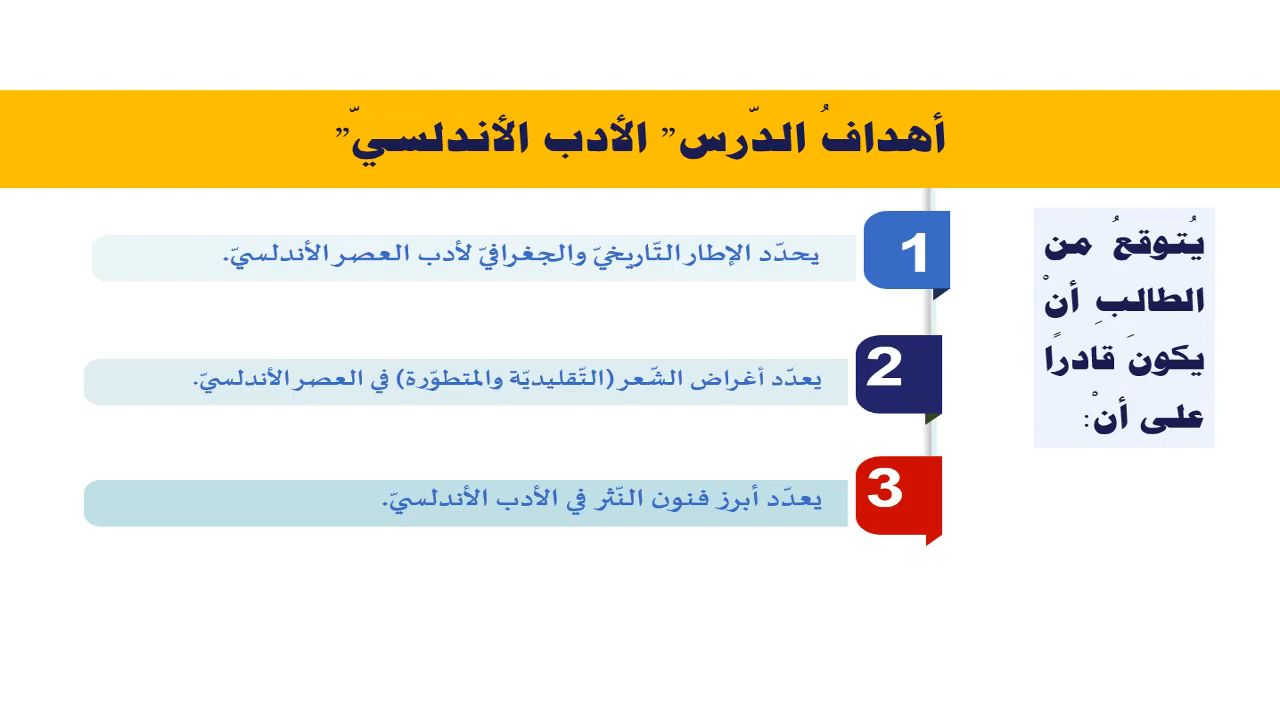 أهدافُ الدّرس” الأدب الأندلسيّ”
يُتوقعُ من
الطالبِ أنْ
يكونَ قادرًا
على أنْ:
1
يحدّد الإطار التّاريخيّ والجغرافيّ لأدب العصر الأندلسيّ.
2
يعدّد أغراض الشّعر (التّقليديّة والمتطوّرة) في العصر الأندلسيّ.
3
يعدّد أبرز فنون النّثر في الأدب الأندلسيّ.